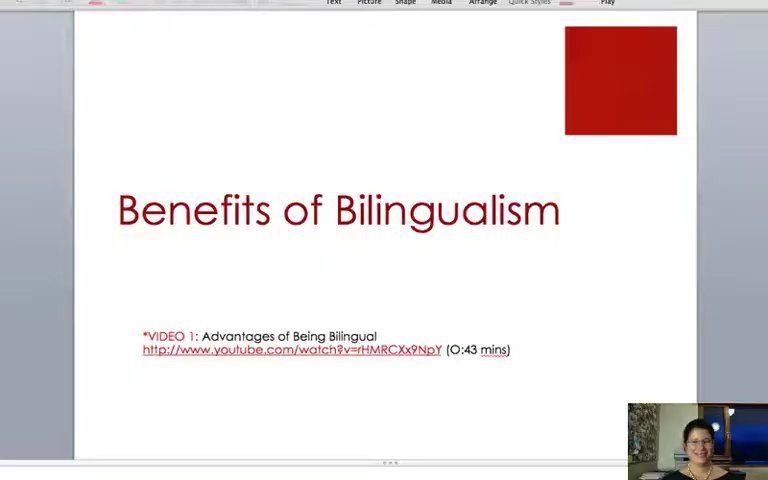 Text Picture Shape Media Arrange Quick Styles Play
Benefits of Bilingualism
*VIDEO 1: Advantages of Being Bilingual
http://www.youtube.com/watch?v=rHMRCXx9NpY (O:43 mins)